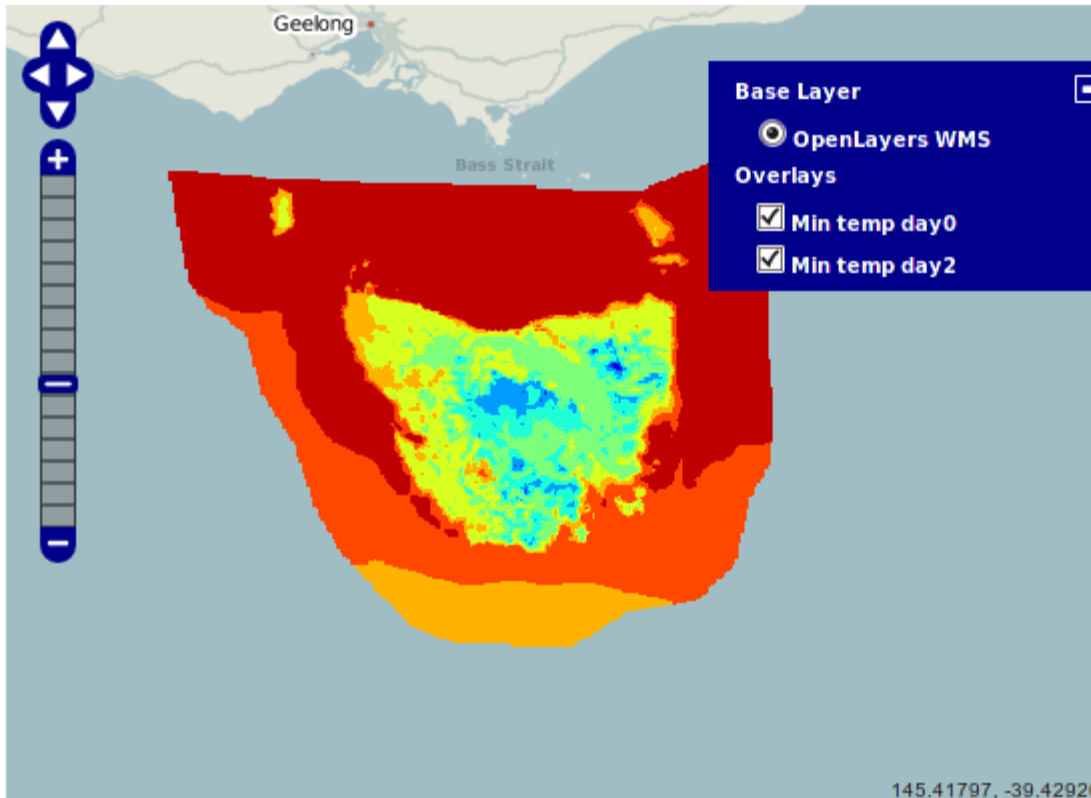 Geelong
Bass Strait
Base Layer
OpenLayers WMS
Overlays
Min temp day0
Min temp day2
145.41797, -39.4292